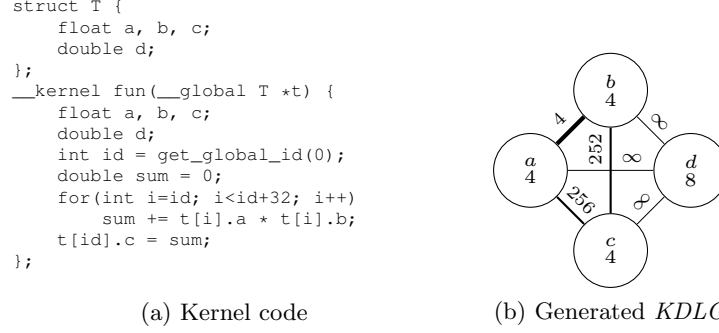 struct T {
    float a, b, c;
    double d;
};
__kernel fun(__global T *t) {
    float a, b, c;
    double d;
    int id = get_global_id(0);
    double sum = 0;
    for(int i=id; i<id+32; i++)
        sum += t[i].a * t[i].b;
    t[id].c = sum;
};
(a) Kernel code
b
4
4
252
∞
a
4
∞
d
8
256
∞
c
4
(b) Generated KDLG